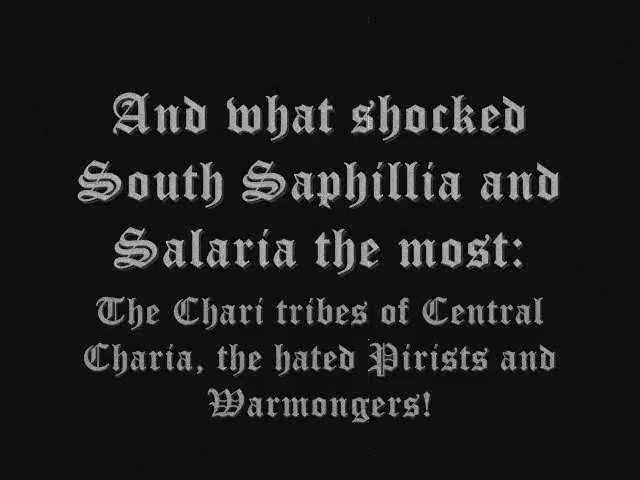 And what shocked
South Saphillia and
Salaria the most:
The Chari tribes of Central
Charia, the hated Pirists and
Warmongers!